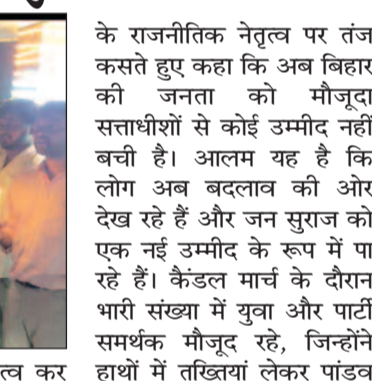 के राजनीतिक नेतृत्व पर तंज
कसते हुए कहा कि अब बिहार
की जनता को मौजूदा
सत्ताधीशों से कोई उम्मीद नहीं
बची है। आलम यह है कि
लोग अब बदलाव की ओर
देख रहे हैं और जन सुराज को
एक नई उम्मीद के रूप में पा
रहे हैं। कैंडल मार्च के दौरान
भारी संख्या में युवा और पार्टी
समर्थक मौजूद रहे, जिन्होंने
त्व कर
हाथों में तख्तियां लेकर पांडव